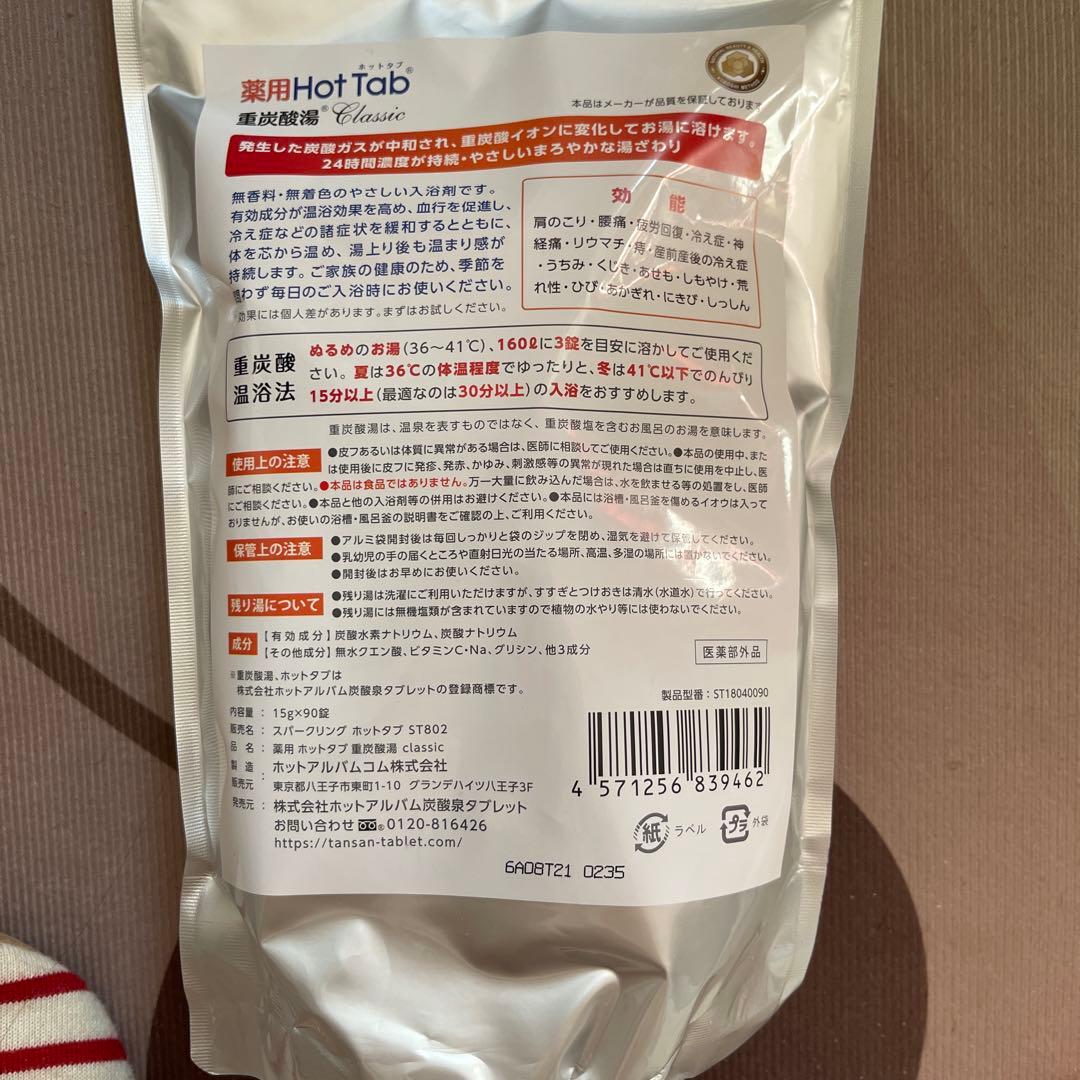 ホットタブ
薬用Hot Tab®
重炭酸湯® Classic
本品はメーカーが品質を保証しております
発生した炭酸ガスが中和され、重炭酸イオンに変化してお湯に溶けます。
24時間濃度が持続・やさしいまろやかな湯ざわり
無香料・無着色のやさしい入浴剤です。
有効成分が温浴効果を高め、血行を促進し、
冷え症などの諸症状を緩和するとともに、
体を芯から温め、湯上り後も温まり感が
持続します。ご家族の健康のため、季節を
問わず毎日のご入浴時にお使いください。
効果には個人差があります。まずはお試しください。
効 能
肩のこり・腰痛・疲労回復・冷え症・神
経痛・リウマチ・痔・産前産後の冷え症
・うちみ・くじき・あせも・しもやけ・荒
れ性・ひび・あかぎれ・にきび・しっしん
重炭酸
温浴法
ぬるめのお湯(36〜41℃)、160ℓに3錠を目安に溶かしてご使用くだ
さい。夏は36℃の体温程度でゆったりと、冬は41℃以下でのんびり
15分以上(最適なのは30分以上)の入浴をおすすめします。
重炭酸湯は、温泉を表すものではなく、重炭酸塩を含むお風呂のお湯を意味します。
使用上の注意
●皮フあるいは体質に異常がある場合は、医師に相談してご使用ください。●本品の使用中、また
は使用後に皮フに発疹、発赤、かゆみ、刺激感等の異常が現れた場合は直ちに使用を中止し、医
師にご相談ください。●本品は食品ではありません。万一大量に飲み込んだ場合は、水を飲ませる等の処置をし、医師
にご相談ください。●本品と他の入浴剤等の併用はお避けください。●本品には浴槽・風呂釜を傷めるイオウは入って
おりませんが、お使いの浴槽・風呂釜の説明書をご確認の上、ご利用ください。
保管上の注意
●アルミ袋開封後は毎回しっかりと袋のジップを閉め、湿気を避けて保管してください。
●乳幼児の手の届くところや直射日光の当たる場所、高温、多湿の場所には置かないでください。
●開封後はお早めにお使いください。
残り湯について
●残り湯は洗濯にご利用いただけますが、すすぎとつけおきは清水(水道水)で行ってください。
●残り湯には無機塩類が含まれていますので植物の水やり等には使わないでください。
成分
【有効成分】炭酸水素ナトリウム、炭酸ナトリウム
【その他成分】無水クエン酸、ビタミンC・Na、グリシン、他3成分
医薬部外品
※重炭酸湯、ホットタブは
株式会社ホットアルバム炭酸泉タブレットの登録商標です。
製品型番：ST18040090
内容量：15g×90錠
販売名：スパークリング ホットタブ ST802
品 名：薬用 ホットタブ 重炭酸湯 classic
製 造
販売元
：ホットアルバムコム株式会社
東京都八王子市東町1-10 グランデハイツ八王子3F
発売元：株式会社ホットアルバム炭酸泉タブレット
お問い合わせ 0120-816426
https://tansan-tablet.com/
4 571256 839462
紙 ラベル
プラ 外袋
6A08T21 0235